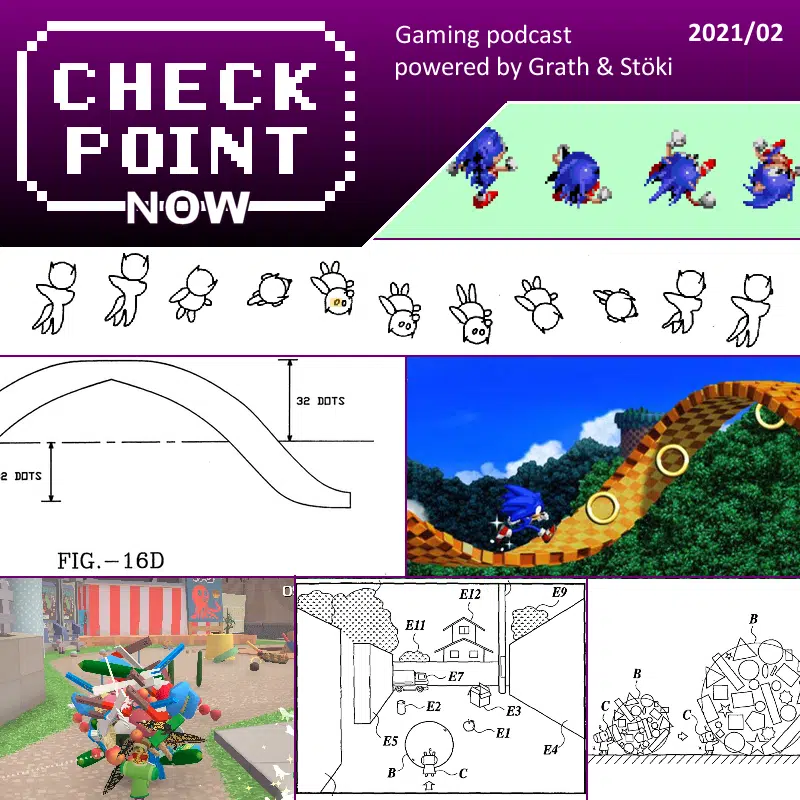 CHECK
POINT
NOW
Gaming podcast
powered by Grath & Stöki
2021/02
32 DOTS
2 DOTS
FIG.-16D
E12
E9
E11
E7
E2
E3
E1
E5
E4
B
C
B
C
B
C